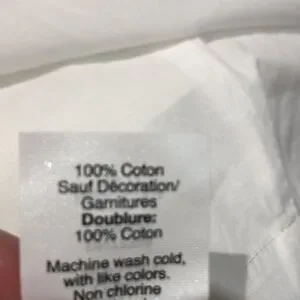 100% Coton
Sauf Décoration/
Garnitures
Doublure:
100% Coton
Machine wash cold,
with like colors.
Non chlorine